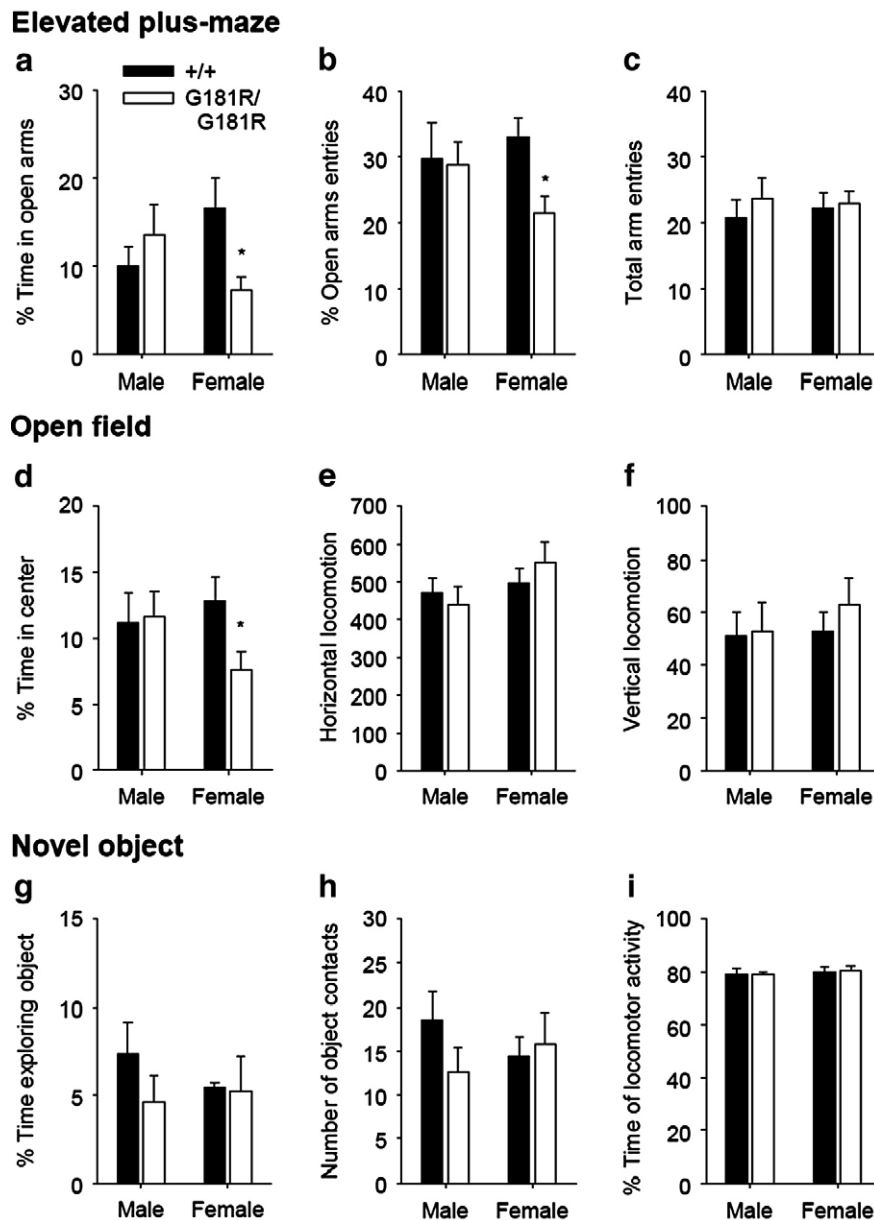 Elevated plus-maze
a
+/+
G181R/
G181R
% Time in open arms
30
20
10
0
Male Female
b
% Open arms entries
40
30
20
10
0
*
Male Female
*
c
Total arm entries
40
30
20
10
0
Male Female
Open field
d
% Time in center
20
15
10
5
0
*
Male Female
e
Horizontal locomotion
700
600
500
400
300
200
100
0
Male Female
f
Vertical locomotion
100
80
60
40
20
0
Male Female
Novel object
g
% Time exploring object
15
10
5
0
Male Female
h
Number of object contacts
30
25
20
15
10
5
0
Male Female
i
% Time of locomotor activity
100
80
60
40
20
0
Male Female